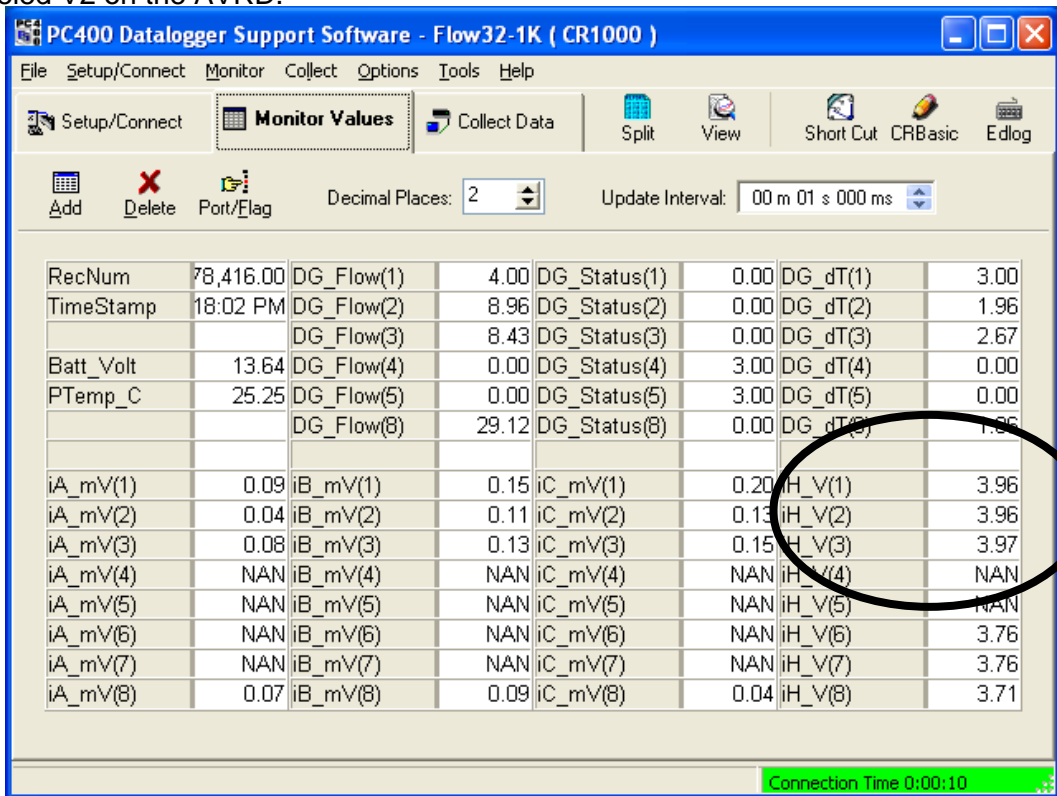 V2 on the AVRD.
PC400 Datalogger Support Software - Flow32-1K ( CR1000 )
File Setup/Connect Monitor Collect Options Tools Help
Setup/Connect Monitor Values Collect Data Split View Short Cut CRBasic Edlog
Add Delete Port/Flag Decimal Places: 2 Update Interval: 00 m 01 s 000 ms
RecNum 78,416.00 DG_Flow(1) 4.00 DG_Status(1) 0.00 DG_dT(1) 3.00
TimeStamp 18:02 PM DG_Flow(2) 8.96 DG_Status(2) 0.00 DG_dT(2) 1.96
DG_Flow(3) 8.43 DG_Status(3) 0.00 DG_dT(3) 2.67
Batt_Volt 13.64 DG_Flow(4) 0.00 DG_Status(4) 3.00 DG_dT(4) 0.00
PTemp_C 25.25 DG_Flow(5) 0.00 DG_Status(5) 3.00 DG_dT(5) 0.00
DG_Flow(8) 29.12 DG_Status(8) 0.00
iA_mV(1) 0.09 iB_mV(1) 0.15 iC_mV(1) 0.20 iH_V(1) 3.96
iA_mV(2) 0.04 iB_mV(2) 0.11 iC_mV(2) 0.13 iH_V(2) 3.96
iA_mV(3) 0.08 iB_mV(3) 0.13 iC_mV(3) 0.15 iH_V(3) 3.97
iA_mV(4) NAN iB_mV(4) NAN iC_mV(4) NAN iH_V(4) NAN
iA_mV(5) NAN iB_mV(5) NAN iC_mV(5) NAN iH_V(5) NAN
iA_mV(6) NAN iB_mV(6) NAN iC_mV(6) NAN iH_V(6) 3.76
iA_mV(7) NAN iB_mV(7) NAN iC_mV(7) NAN iH_V(7) 3.76
iA_mV(8) 0.07 iB_mV(8) 0.09 iC_mV(8) 0.04 iH_V(8) 3.71
Connection Time 0:00:10